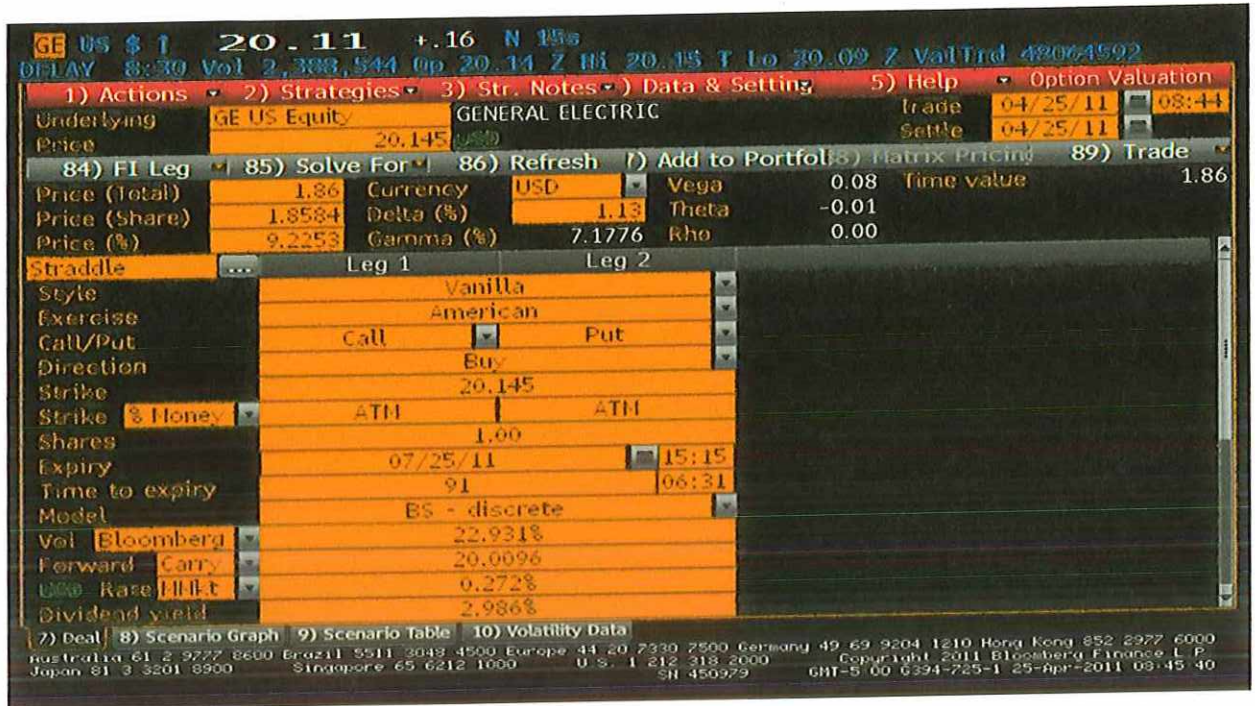 GE US $ ↑ 20.11 +.16 N 15s
DELAY 8:30 Vol 2,388,544 Op 20.14 Z Hi 20.15 T Lo 20.09 Z ValTrd 48064592
1) Actions 2) Strategies 3) Str. Notes ) Data & Setting 5) Help Option Valuation
Underlying GE US Equity GENERAL ELECTRIC Trade 04/25/11 08:44
Price 20.145 USD Settle 04/25/11
84) FI Leg 85) Solve For 86) Refresh 7) Add to Portfol 8) Matrix Pricing 89) Trade
Price (Total) 1.86 Currency USD Vega 0.08 Time value 1.86
Price (Share) 1.8584 Delta (%) 1.13 Theta -0.01
Price (%) 9.2253 Gamma (%) 7.1776 Rho 0.00
Straddle ... Leg 1 Leg 2
Style Vanilla
Exercise American
Call/Put Call Put
Direction Buy
Strike 20.145
Strike % Money ATM ATM
Shares 1.00
Expiry 07/25/11 15:15
Time to expiry 91 06:31
Model BS - discrete
Vol Bloomberg 22.931%
Forward Carry 20.0096
USD Rate MMkt 0.272%
Dividend yield 2.986%
7) Deal 8) Scenario Graph 9) Scenario Table 10) Volatility Data
Australia 61 2 9777 8600 Brazil 5511 3048 4500 Europe 44 20 7330 7500 Germany 49 69 9204 1210 Hong Kong 852 2977 6000
Japan 81 3 3201 8900 Singapore 65 6212 1000 U.S. 1 212 318 2000 Copyright 2011 Bloomberg Finance L.P.
SN 450979 GMT-5:00 G394-725-1 25-Apr-2011 08:45:40